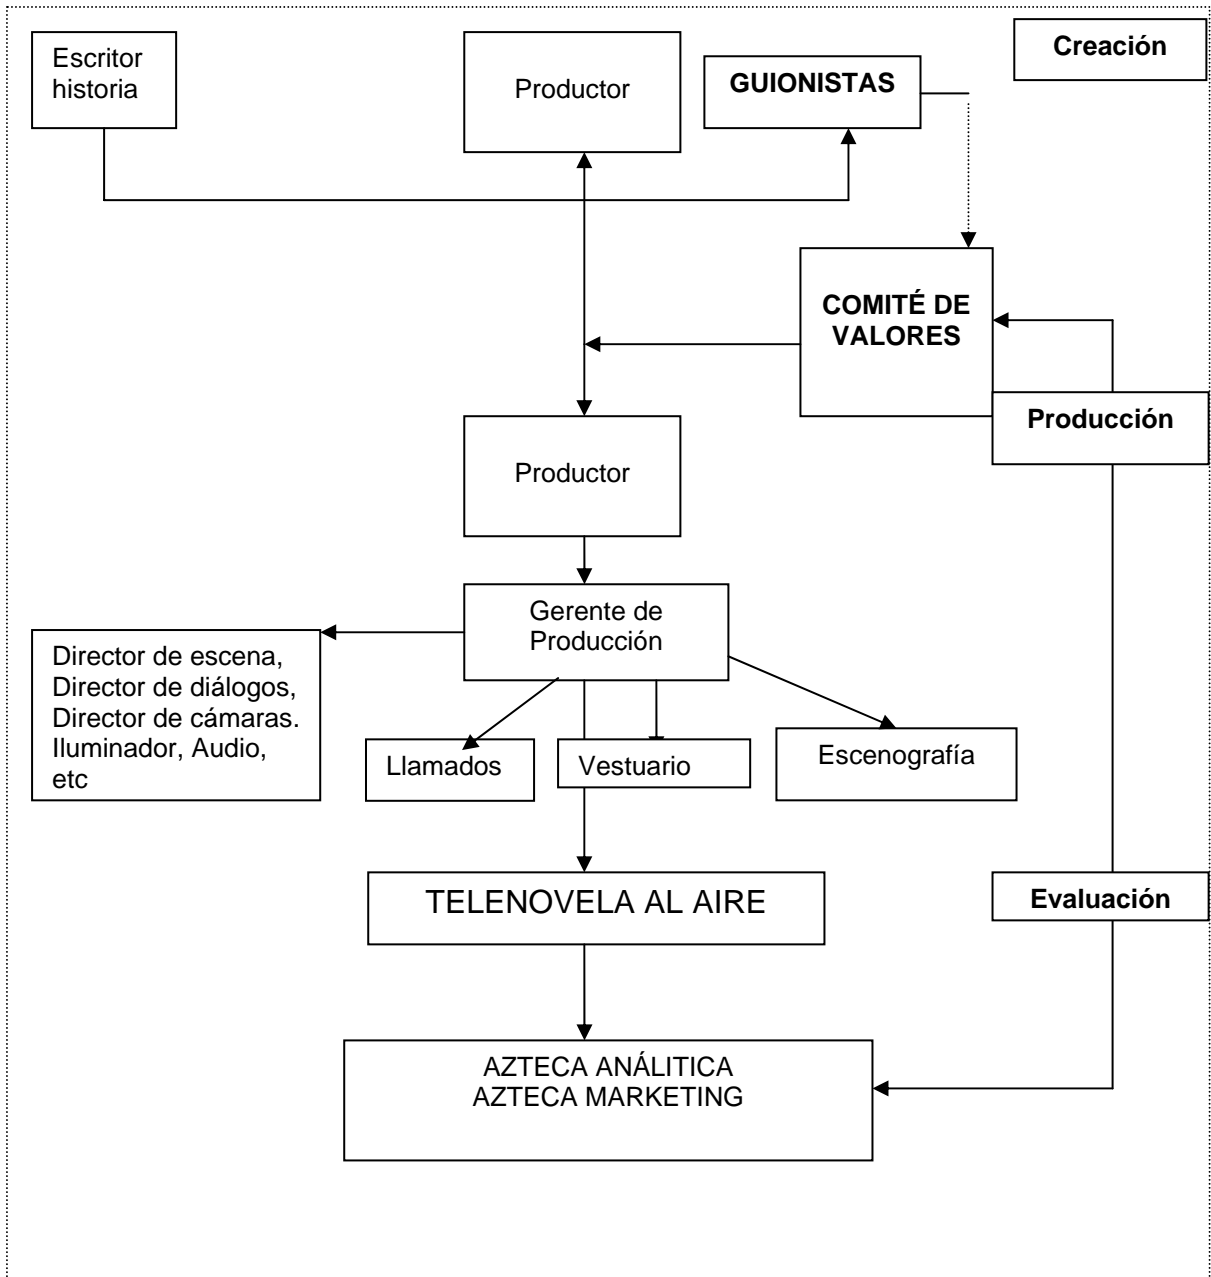 Escritor
historia
Productor
GUIONISTAS
Creación
COMITÉ DE
VALORES
Producción
Productor
Gerente de
Producción
Director de escena,
Director de diálogos,
Director de cámaras.
Iluminador, Audio,
etc
Llamados
Vestuario
Escenografía
TELENOVELA AL AIRE
Evaluación
AZTECA ANÁLITICA
AZTECA MARKETING